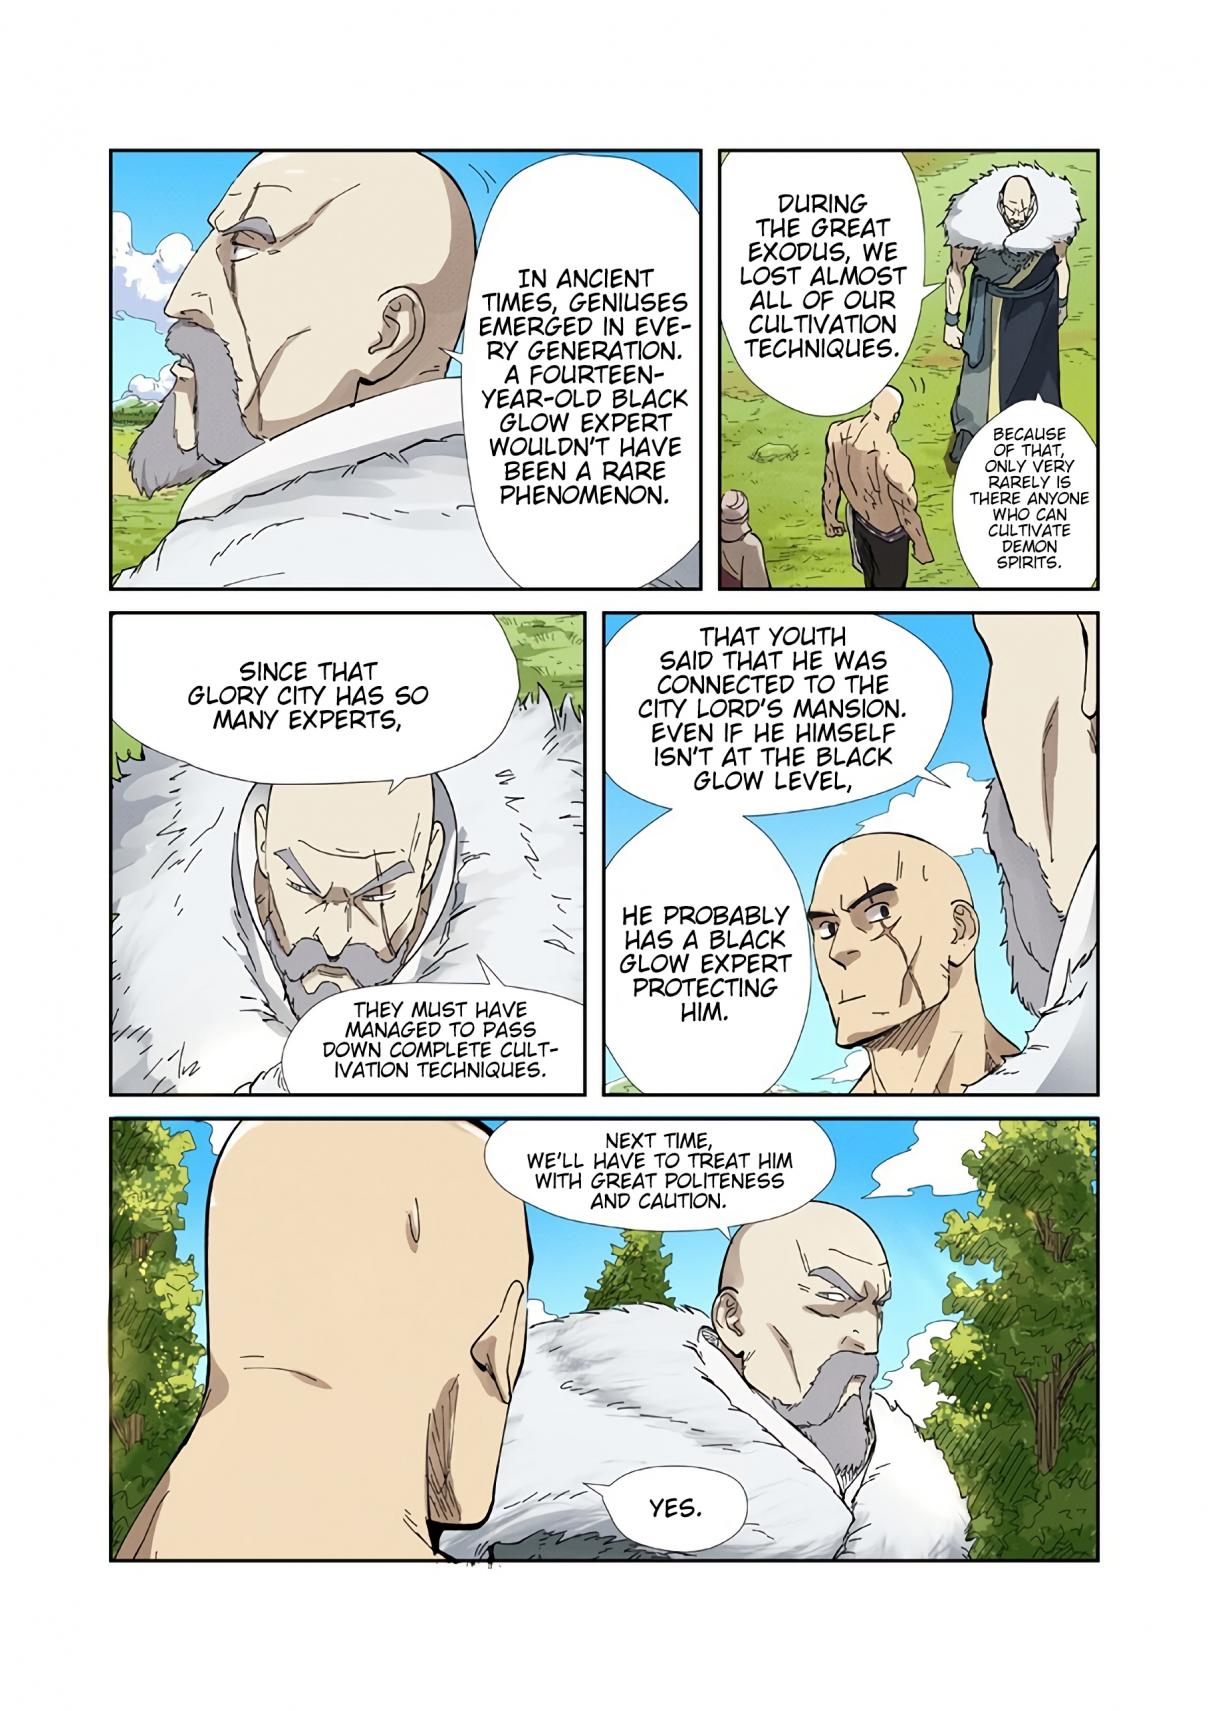 IN ANCIENT
TIMES, GENIUSES
EMERGED IN EVE-
RY GENERATION.
A FOURTEEN-
YEAR-OLD BLACK
GLOW EXPERT
WOULDN'T HAVE
BEEN A RARE
PHENOMENON.
DURING
THE GREAT
EXODUS, WE
LOST ALMOST
ALL OF OUR
CULTIVATION
TECHNIQUES.
BECAUSE
OF THAT,
ONLY VERY
RARELY IS
THERE ANYONE
WHO CAN
CULTIVATE
DEMON
SPIRITS.
SINCE THAT
GLORY CITY HAS SO
MANY EXPERTS,
THEY MUST HAVE
MANAGED TO PASS
DOWN COMPLETE CULT-
IVATION TECHNIQUES.
THAT YOUTH
SAID THAT HE WAS
CONNECTED TO THE
CITY LORD'S MANSION.
EVEN IF HE HIMSELF
ISN'T AT THE BLACK
GLOW LEVEL,
HE PROBABLY
HAS A BLACK
GLOW EXPERT
PROTECTING
HIM.
NEXT TIME,
WE'LL HAVE TO TREAT HIM
WITH GREAT POLITENESS
AND CAUTION.
YES.